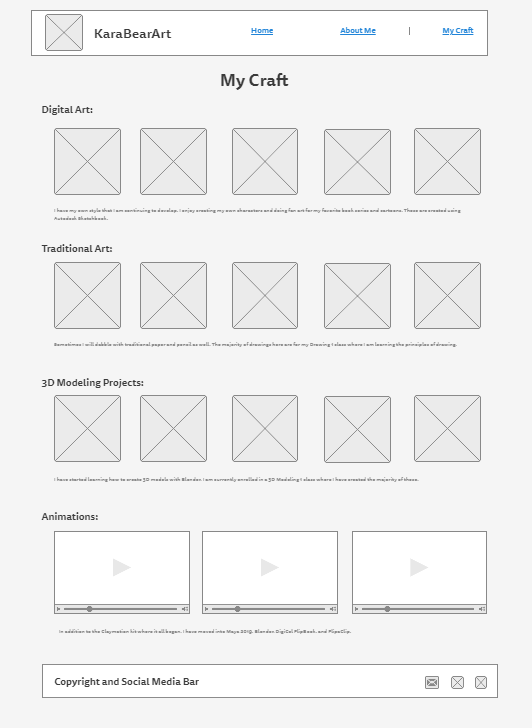 KaraBearArt
Home
About Me
|
My Craft
My Craft
Digital Art:
I have my own style that I am continuing to develop. I enjoy creating my own characters and doing fan art for my favorite book series and cartoons. These are created using
Autodesk Sketchbook.
Traditional Art:
Sometimes I will dabble with traditional paper and pencil as well. The majority of drawings here are for my Drawing 1 class where I am learning the principles of drawing.
3D Modeling Projects:
I have started learning how to create 3D models with Blender. I am currently enrolled in a 3D Modeling 1 class where I have created the majority of these.
Animations:
In addition to the Claymation kit where it all began, I have moved into Maya 2019, Blender, DigiCel FlipBook, and FlipaClip.
Copyright and Social Media Bar